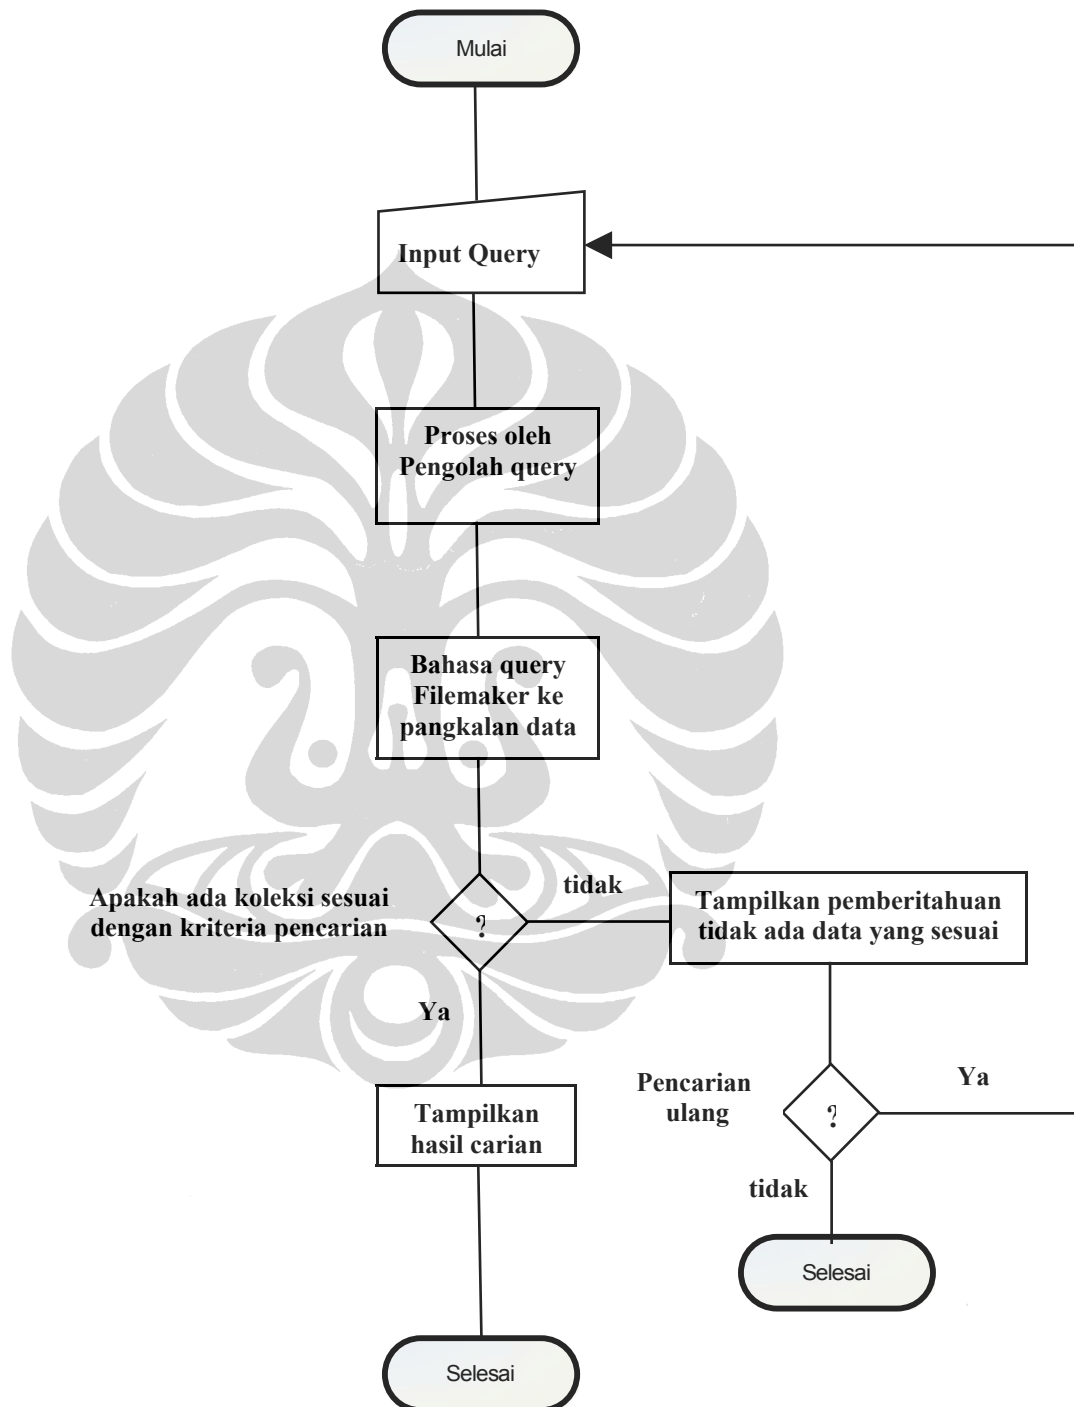 Mulai
Input Query
Proses oleh
Pengolah query
Bahasa query
Filemaker ke
pangkalan data
Apakah ada koleksi sesuai
dengan kriteria pencarian
?
tidak
Tampilkan pemberitahuan
tidak ada data yang sesuai
Ya
Pencarian
ulang
?
Ya
Tampilkan
hasil carian
tidak
Selesai
Selesai